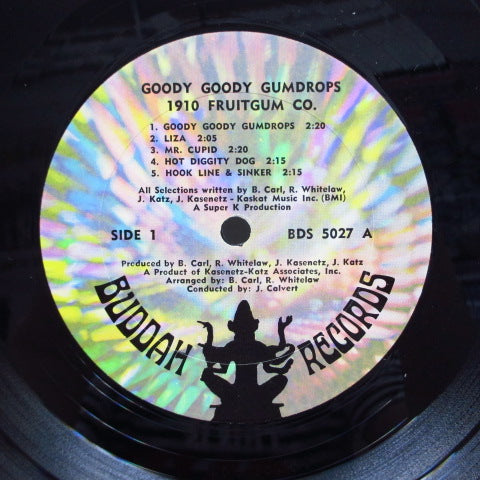 GOODY GOODY GUMDROPS
1910 FRUITGUM CO.
1. GOODY GOODY GUMDROPS 2:20
2. LIZA 2:05
3. MR. CUPID 2:20
4. HOT DIGGITY DOG 2:15
5. HOOK LINE & SINKER 2:15
All Selections written by B. Carl, R. Whitelaw,
J. Katz, J. Kasenetz - Kaskat Music Inc. (BMI)
A Super K Production
SIDE 1 BDS 5027 A
Produced by B. Carl, R. Whitelaw, J. Kasenetz, J. Katz
A Product of Kasenetz-Katz Associates, Inc.
Arranged by: B. Carl, R. Whitelaw
Conducted by: J. Calvert
BUDDAH RECORDS